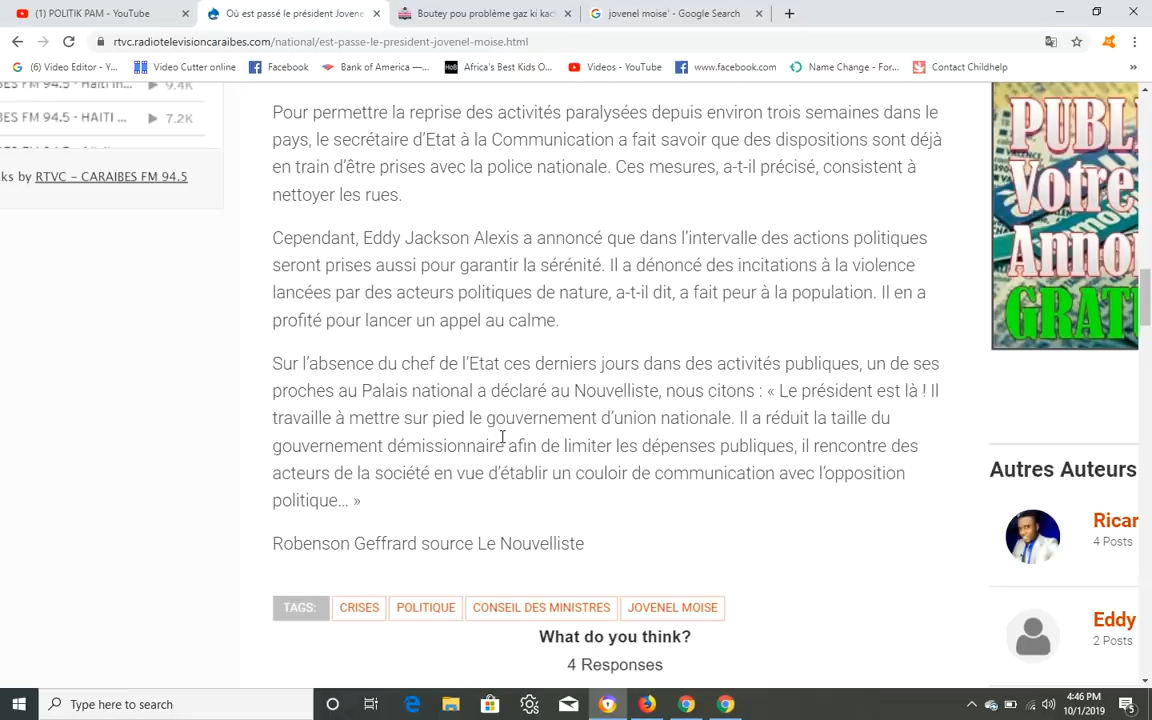 (1) POLITIK PAM - YouTube
Où est passé le président Jovene
Boutey pou problème gaz ki kac
jovenel moise' - Google Search
rtvc.radiotelevisioncaraibes.com/national/est-passe-le-president-jovenel-moise.html
(6) Video Editor - Y...
Video Cutter online
Facebook
Bank of America —...
Africa's Best Kids O...
Videos - YouTube
www.facebook.com
Name Change - For...
Contact Childhelp
»
9.4K
7.2K
ks by RTVC – CARAIBES FM 94.5
Pour permettre la reprise des activités paralysées depuis environ trois semaines dans le
pays, le secrétaire d'Etat à la Communication a fait savoir que des dispositions sont déjà
en train d'être prises avec la police nationale. Ces mesures, a-t-il précisé, consistent à
nettoyer les rues.
Cependant, Eddy Jackson Alexis a annoncé que dans l'intervalle des actions politiques
seront prises aussi pour garantir la sérénité. Il a dénoncé des incitations à la violence
lancées par des acteurs politiques de nature, a-t-il dit, a fait peur à la population. Il en a
profité pour lancer un appel au calme.
Sur l'absence du chef de l'Etat ces derniers jours dans des activités publiques, un de ses
proches au Palais national a déclaré au Nouvelliste, nous citons : « Le président est là ! Il
travaille à mettre sur pied le gouvernement d'union nationale. Il a réduit la taille du
gouvernement démissionnaire afin de limiter les dépenses publiques, il rencontre des
acteurs de la société en vue d'établir un couloir de communication avec l'opposition
politique... »
Robenson Geffrard source Le Nouvelliste
TAGS:
CRISES
POLITIQUE
CONSEIL DES MINISTRES
JOVENEL MOISE
What do you think?
4 Responses
PUBL
Votre
Anno
GRAT
Autres Auteurs
Ricar
4 Posts
Eddy
2 Posts
Type here to search
4:46 PM
10/1/2019
5